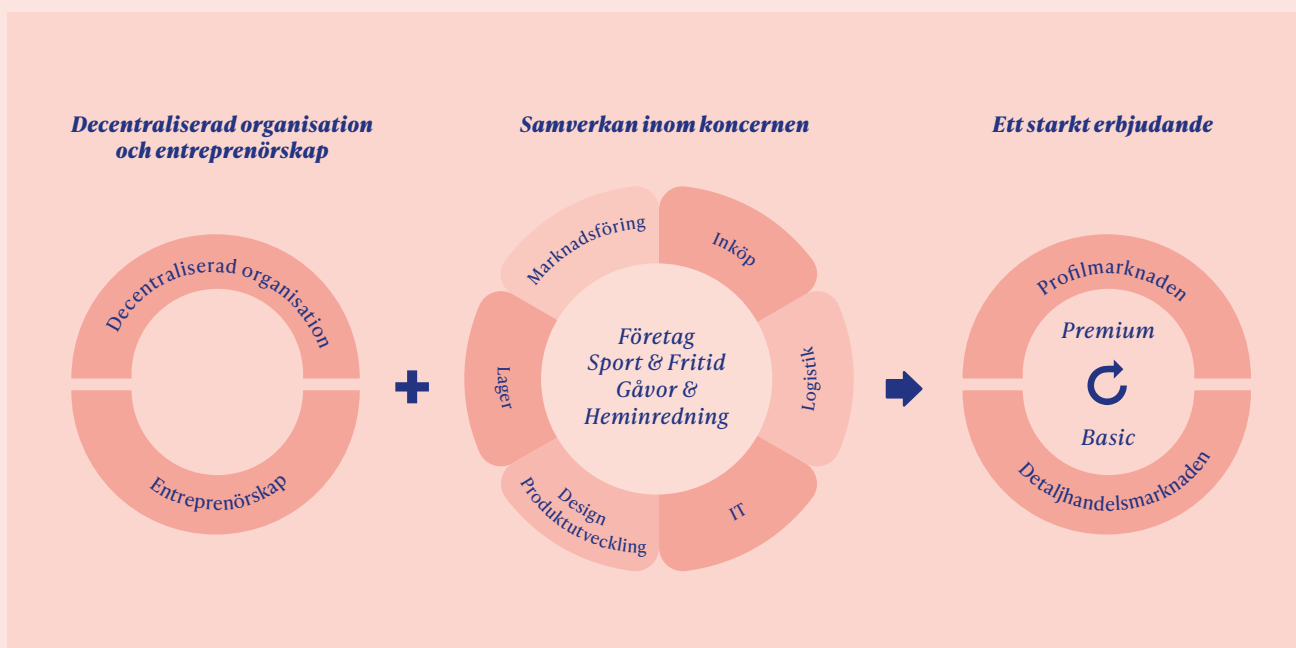 Decentraliserad organisation
och entreprenörskap
Decentraliserad organisation
Entreprenörskap
Samverkan inom koncernen
Marknadsföring
Inköp
Logistik
IT
Design
Produktutveckling
Lager
Företag
Sport & Fritid
Gåvor &
Heminredning
Ett starkt erbjudande
Profilmarknaden
Premium
Basic
Detaljhandelsmarknaden